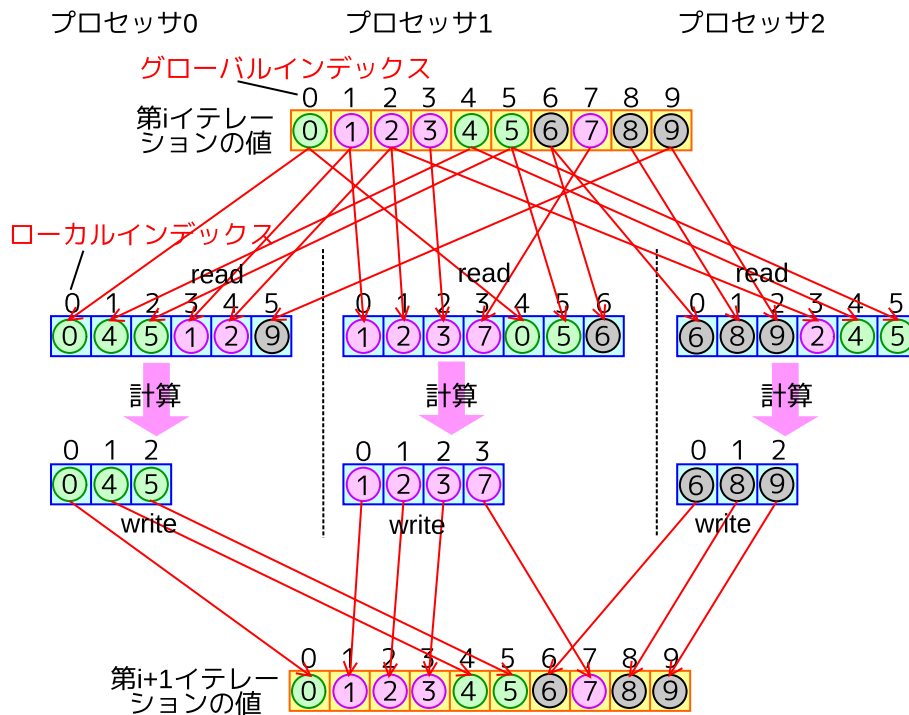 プロセッサ0 プロセッサ1 プロセッサ2
グローバルインデックス
0 1 2 3 4 5 6 7 8 9
第iイテレー
ションの値
0 1 2 3 4 5 6 7 8 9
ローカルインデックス
read read read
0 1 2 3 4 5 0 1 2 3 4 5 6 0 1 2 3 4 5
0 4 5 1 2 9 1 2 3 7 0 5 6 6 8 9 2 4 5
計算 計算 計算
0 1 2 0 1 2 3 0 1 2
0 4 5 1 2 3 7 6 8 9
write write write
0 1 2 3 4 5 6 7 8 9
第i+1イテレー
ションの値
0 1 2 3 4 5 6 7 8 9